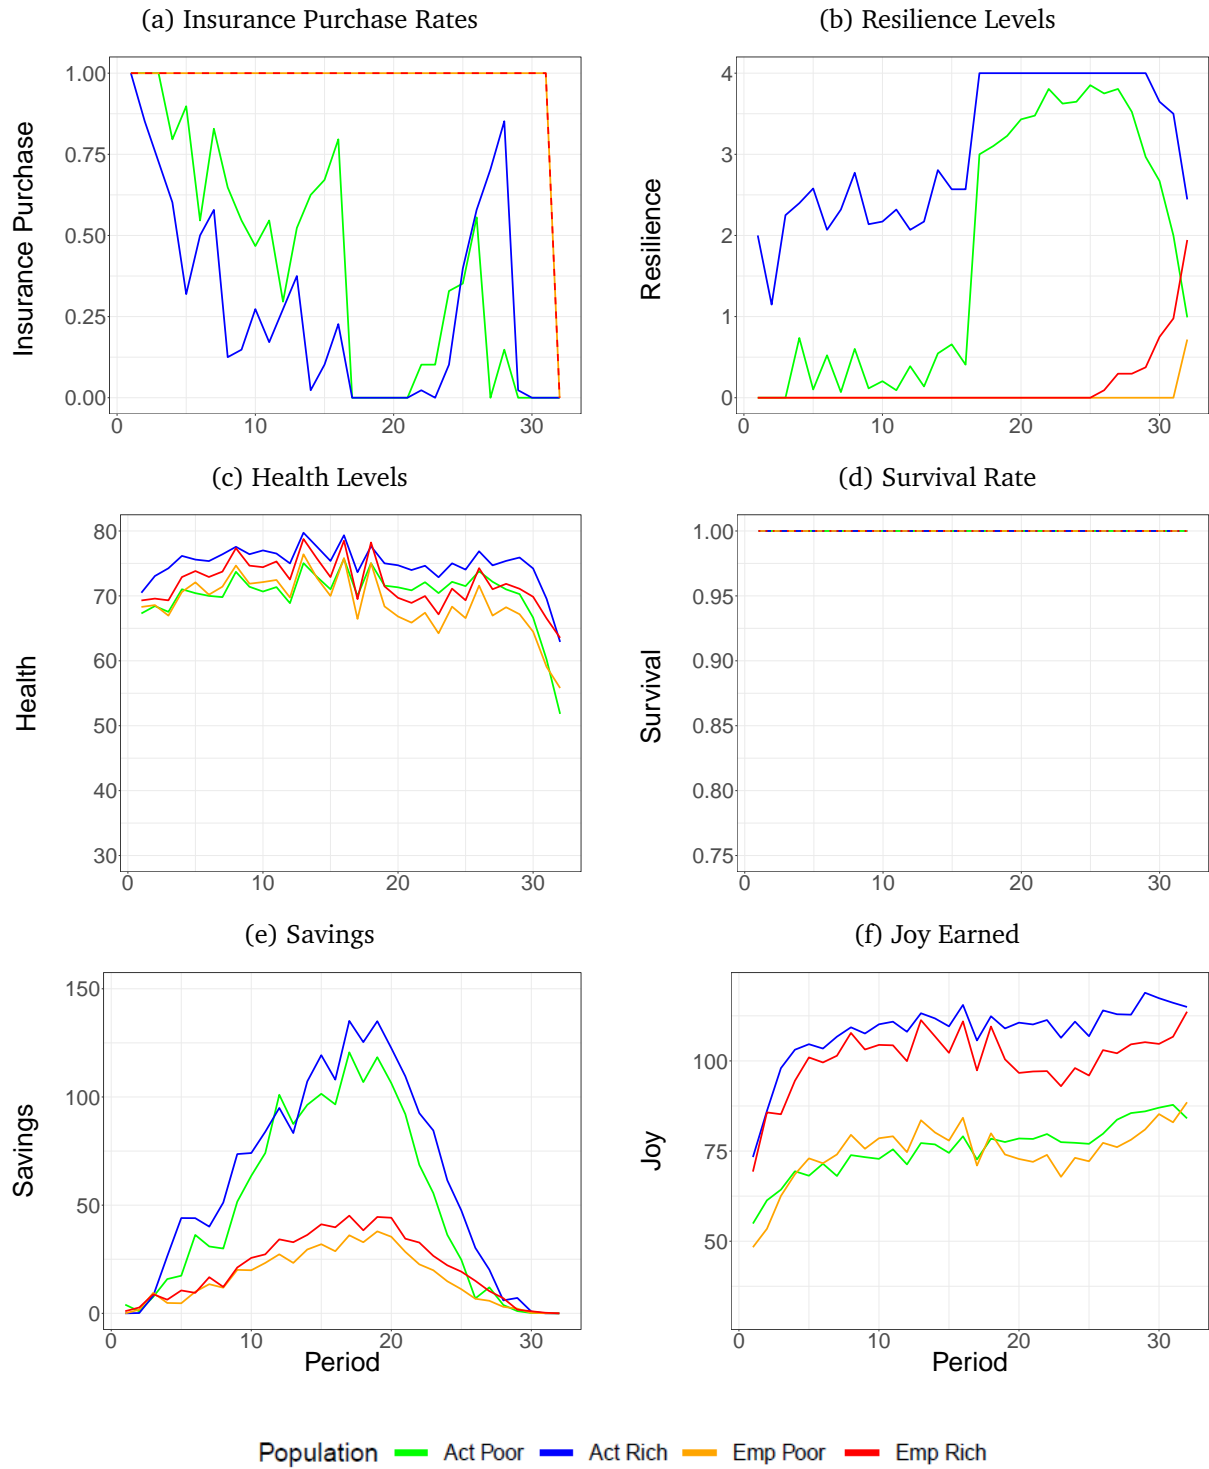 (a) Insurance Purchase Rates
(b) Resilience Levels
Insurance Purchase
1.00
0.75
0.50
0.25
0.00
0 10 20 30
Resilience
4
3
2
1
0
0 10 20 30
(c) Health Levels
(d) Survival Rate
Health
80
70
60
50
40
30
0 10 20 30
Survival
1.00
0.95
0.90
0.85
0.80
0.75
0 10 20 30
(e) Savings
(f) Joy Earned
Savings
150
100
50
0
0 10 20 30
Period
Joy
100
75
50
0 10 20 30
Period
Population Act Poor Act Rich Emp Poor Emp Rich